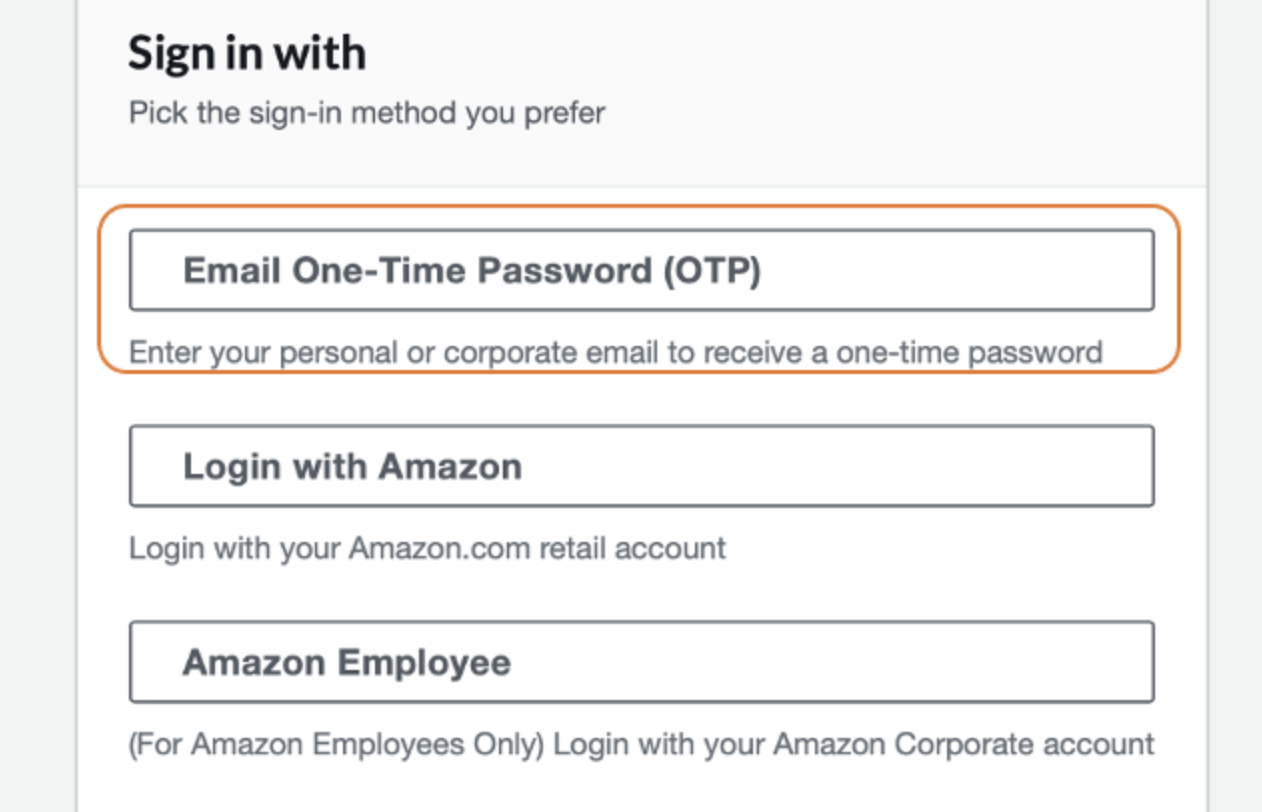 Sign in with
Pick the sign-in method you prefer
Email One-Time Password (OTP)
Enter your personal or corporate email to receive a one-time password
Login with Amazon
Login with your Amazon.com retail account
Amazon Employee
(For Amazon Employees Only) Login with your Amazon Corporate account